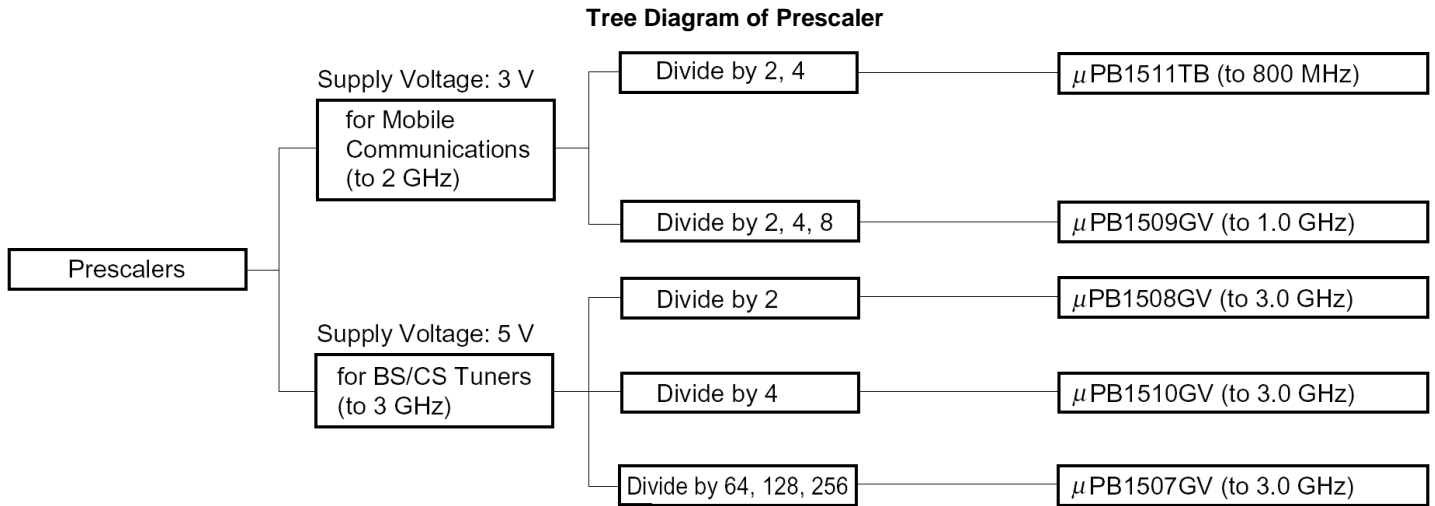 Tree Diagram of Prescaler
Supply Voltage: 3 V
for Mobile
Communications
(to 2 GHz)
Divide by 2, 4
μPB1511TB (to 800 MHz)
Divide by 2, 4, 8
μPB1509GV (to 1.0 GHz)
Prescalers
Supply Voltage: 5 V
for BS/CS Tuners
(to 3 GHz)
Divide by 2
μPB1508GV (to 3.0 GHz)
Divide by 4
μPB1510GV (to 3.0 GHz)
Divide by 64, 128, 256
μPB1507GV (to 3.0 GHz)